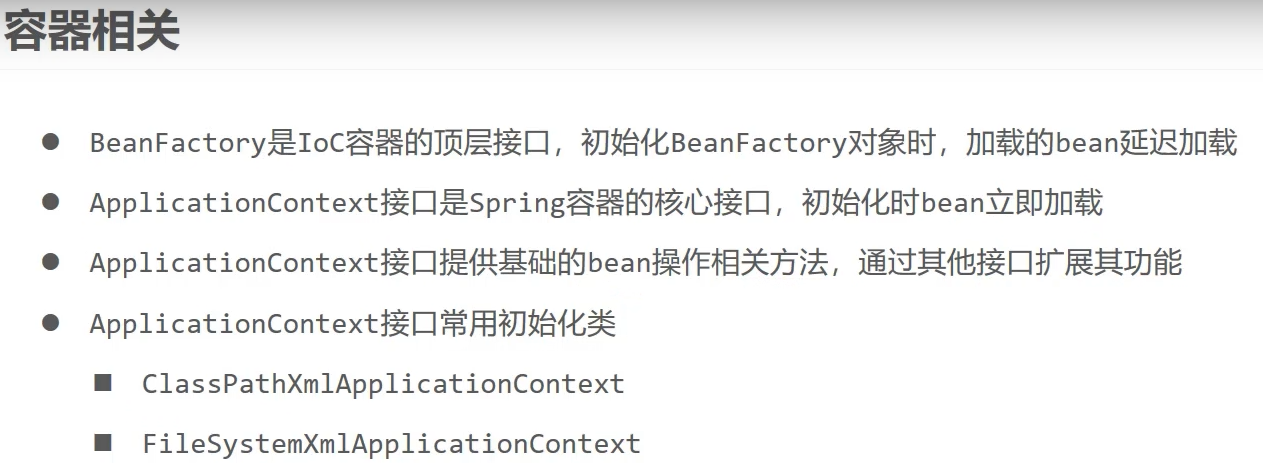 容器相关
● BeanFactory是IoC容器的顶层接口，初始化BeanFactory对象时，加载的bean延迟加载
● ApplicationContext接口是Spring容器的核心接口，初始化时bean立即加载
● ApplicationContext接口提供基础的bean操作相关方法，通过其他接口扩展其功能
● ApplicationContext接口常用初始化类
■ ClassPathXmlApplicationContext
■ FileSystemXmlApplicationContext